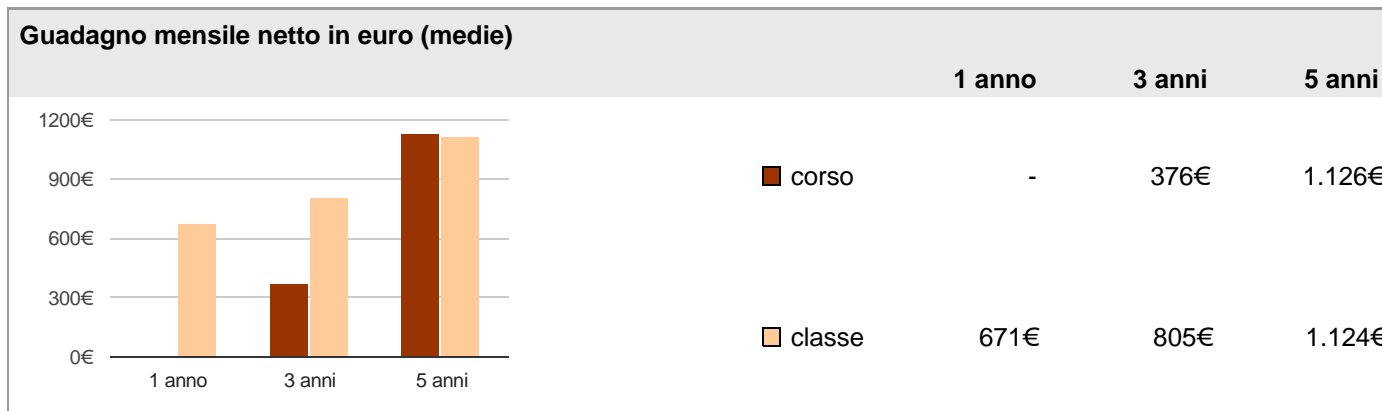 Guadagno mensile netto in euro (medie)
1 anno 3 anni 5 anni
1200€
900€
600€
300€
0€
1 anno 3 anni 5 anni
corso - 376€ 1.126€
classe 671€ 805€ 1.124€